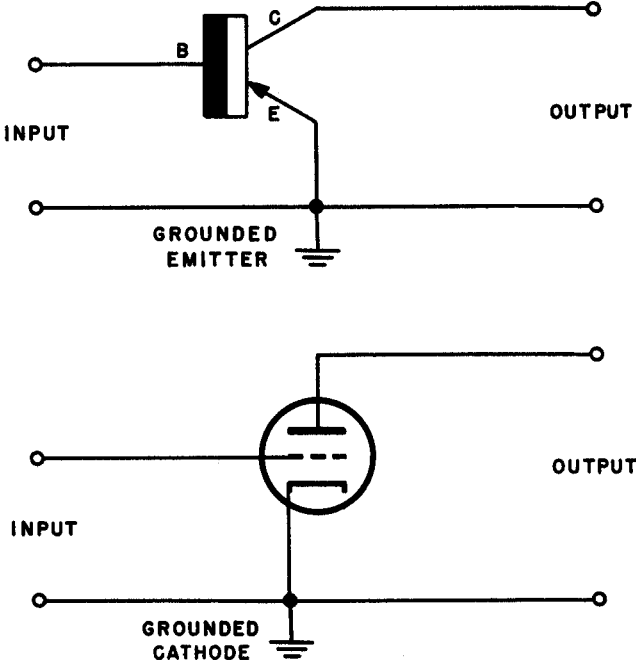 C
B
E
INPUT
OUTPUT
GROUNDED
EMITTER
INPUT
OUTPUT
GROUNDED
CATHODE